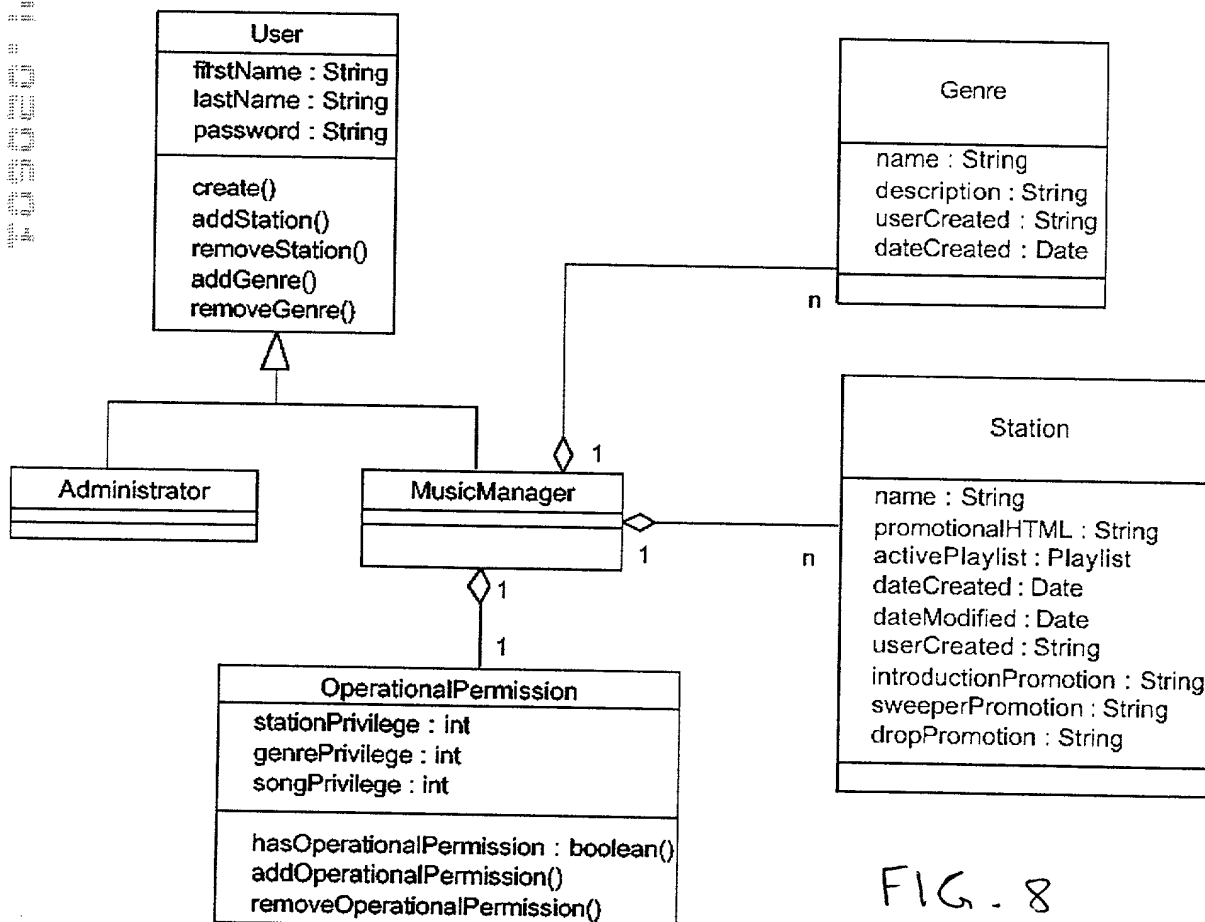 User
firstName : String
lastName : String
password : String
create()
addStation()
removeStation()
addGenre()
removeGenre()
Genre
name : String
description : String
userCreated : String
dateCreated : Date
n
Administrator
MusicManager
1
1
n
1
1
Station
name : String
promotionalHTML : String
activePlaylist : Playlist
dateCreated : Date
dateModified : Date
userCreated : String
introductionPromotion : String
sweeperPromotion : String
dropPromotion : String
OperationalPermission
stationPrivilege : int
genrePrivilege : int
songPrivilege : int
hasOperationalPermission : boolean()
addOperationalPermission()
removeOperationalPermission()
FIG. 8